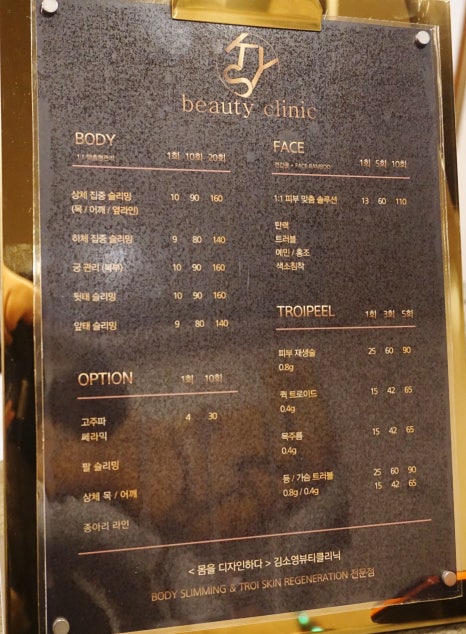 beauty clinic
BODY
1:1 맞춤형관리 1회 10회 20회
상체 집중 슬리밍 10 90 160
(목 / 어깨 / 옆라인)
하체 집중 슬리밍 9 80 140
궁 관리 (복부) 10 90 160
뒷태 슬리밍 10 90 160
앞태 슬리밍 9 80 140
OPTION 1회 10회
고주파 4 30
쎄라믹
팔 슬리밍
상체 목 / 어깨
종아리 라인
FACE
+ FACE BAMBOO 1회 5회 10회
1:1 피부 맞춤 솔루션 13 60 110
탄력
트러블
예민 / 홍조
색소침착
TROIPEEL 1회 3회 5회
피부 재생술 25 60 90
0.8g
퀵 트로이드 15 42 65
0.4g
목주름 15 42 65
0.4g
등 / 가슴 트러블 25 60 90
0.8g / 0.4g 15 42 65
< 몸을 디자인하다 > 김소영뷰티클리닉
BODY SLIMMING & TROI SKIN REGENERATION 전문점